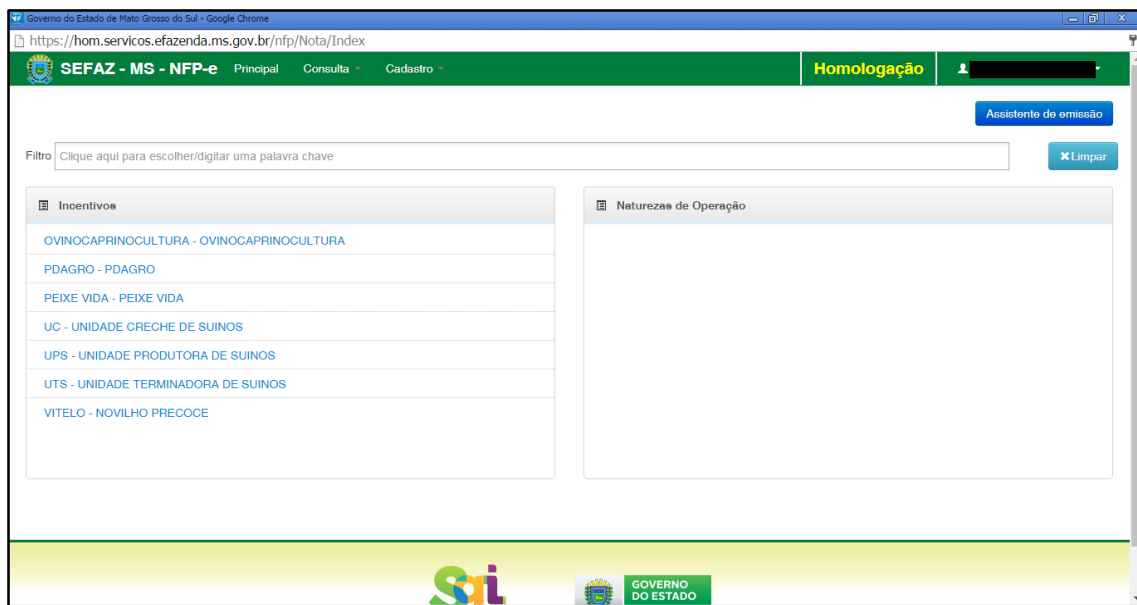 Governo do Estado de Mato Grosso do Sul - Google Chrome
https://hom.servicos.efazenda.ms.gov.br/nfp/Nota/Index
SEFAZ - MS - NFP-e Principal Consulta Cadastro Homologação
Assistente de emissão
Filtro Clique aqui para escolher/digitar uma palavra chave Limpar
Incentivos
Naturezas de Operação
OVINOCAPRINOCULTURA - OVINOCAPRINOCULTURA
PDAGRO - PDAGRO
PEIXE VIDA - PEIXE VIDA
UC - UNIDADE CRECHE DE SUINOS
UPS - UNIDADE PRODUTORA DE SUINOS
UTS - UNIDADE TERMINADORA DE SUINOS
VITELO - NOVILHO PRECOCE
GOVERNO
DO ESTADO